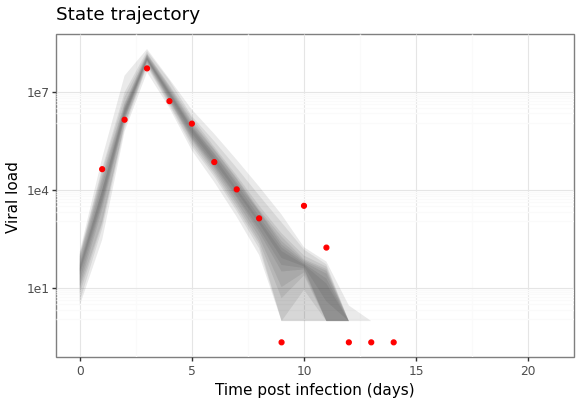 State trajectory
1e7
1e4
1e1
Viral load
0 5 10 15 20
Time post infection (days)